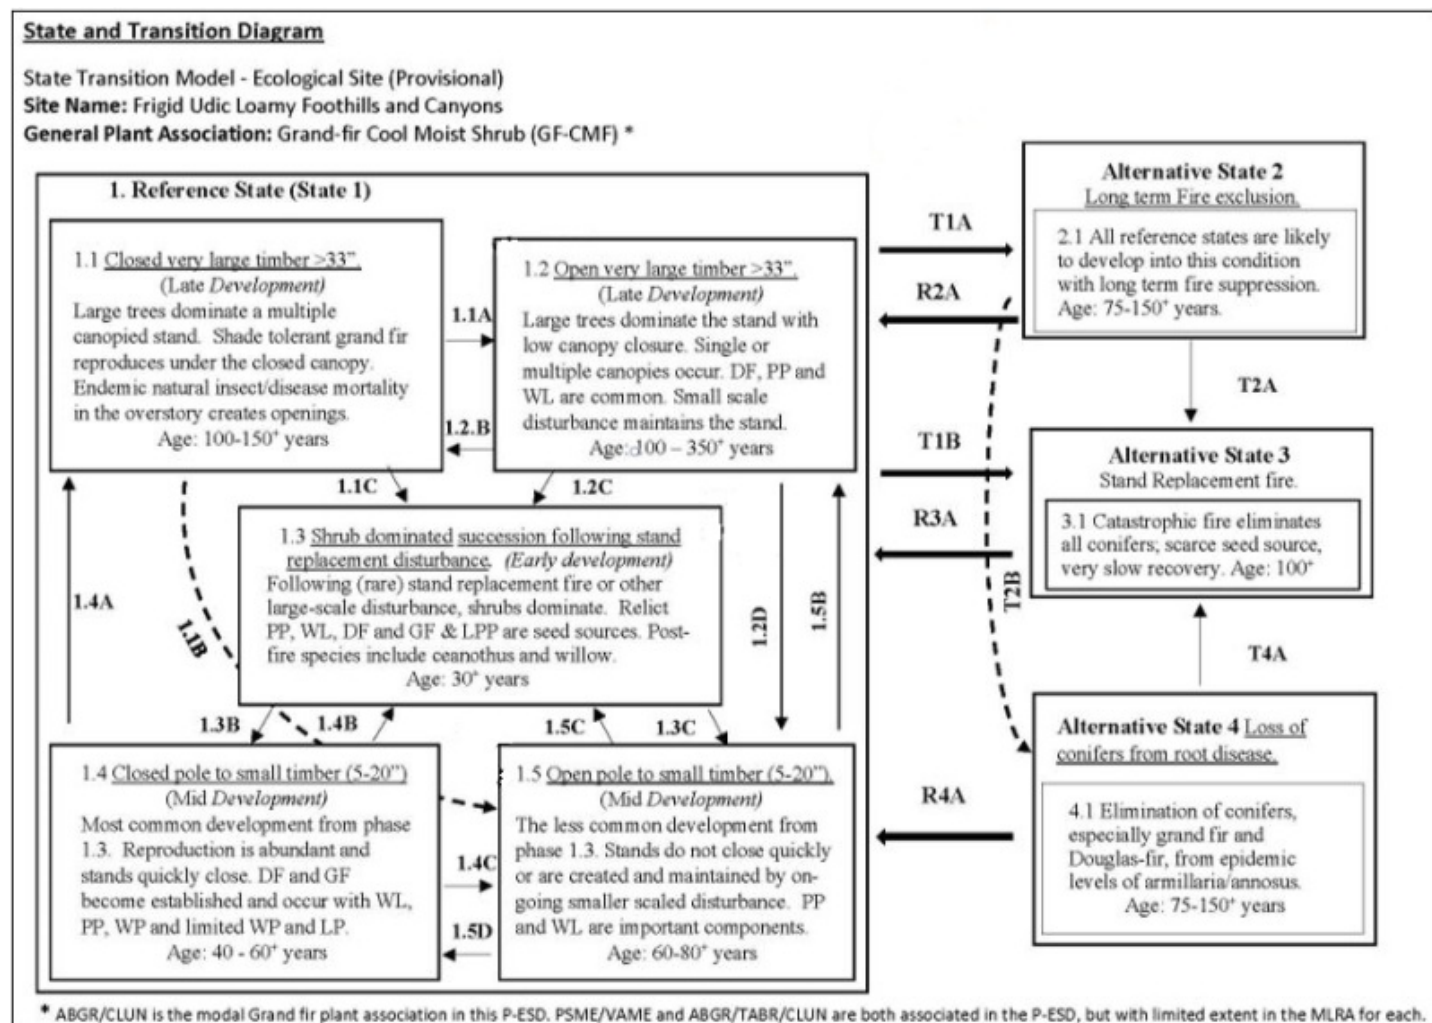 State and Transition Diagram
State Transition Model - Ecological Site (Provisional)
Site Name: Frigid Udic Loamy Foothills and Canyons
General Plant Association: Grand-fir Cool Moist Shrub (GF-CMF) *
1. Reference State (State 1)
1.1 Closed very large timber >33”.
(Late Development)
Large trees dominate a multiple
canopied stand. Shade tolerant grand fir
reproduces under the closed canopy.
Endemic natural insect/disease mortality
in the overstory creates openings.
Age: 100-150⁺ years
1.1A
1.2.B
1.2 Open very large timber >33”.
(Late Development)
Large trees dominate the stand with
low canopy closure. Single or
multiple canopies occur. DF, PP and
WL are common. Small scale
disturbance maintains the stand.
Age: 100 – 350⁺ years
1.1C
1.2C
1.3 Shrub dominated succession following stand
replacement disturbance. (Early development)
Following (rare) stand replacement fire or other
large-scale disturbance, shrubs dominate. Relict
PP, WL, DF and GF & LPP are seed sources. Post-
fire species include ceanothus and willow.
Age: 30⁺ years
1.4A
1.1B
1.2D
1.5B
1.3B
1.4B
1.5C
1.3C
1.4 Closed pole to small timber (5-20”)
(Mid Development)
Most common development from phase
1.3. Reproduction is abundant and
stands quickly close. DF and GF
become established and occur with WL,
PP, WP and limited WP and LP.
Age: 40 - 60⁺ years
1.4C
1.5D
1.5 Open pole to small timber (5-20”).
(Mid Development)
The less common development from
phase 1.3. Stands do not close quickly
or are created and maintained by on-
going smaller scaled disturbance. PP
and WL are important components.
Age: 60-80⁺ years
T1A
R2A
T1B
R3A
T2B
R4A
Alternative State 2
Long term Fire exclusion.
2.1 All reference states are likely
to develop into this condition
with long term fire suppression.
Age: 75-150⁺ years.
T2A
Alternative State 3
Stand Replacement fire.
3.1 Catastrophic fire eliminates
all conifers; scarce seed source,
very slow recovery. Age: 100⁺
T4A
Alternative State 4 Loss of
conifers from root disease.
4.1 Elimination of conifers,
especially grand fir and
Douglas-fir, from epidemic
levels of armillaria/annosus.
Age: 75-150⁺ years
* ABGR/CLUN is the modal Grand fir plant association in this P-ESD. PSME/VAME and ABGR/TABR/CLUN are both associated in the P-ESD, but with limited extent in the MLRA for each.